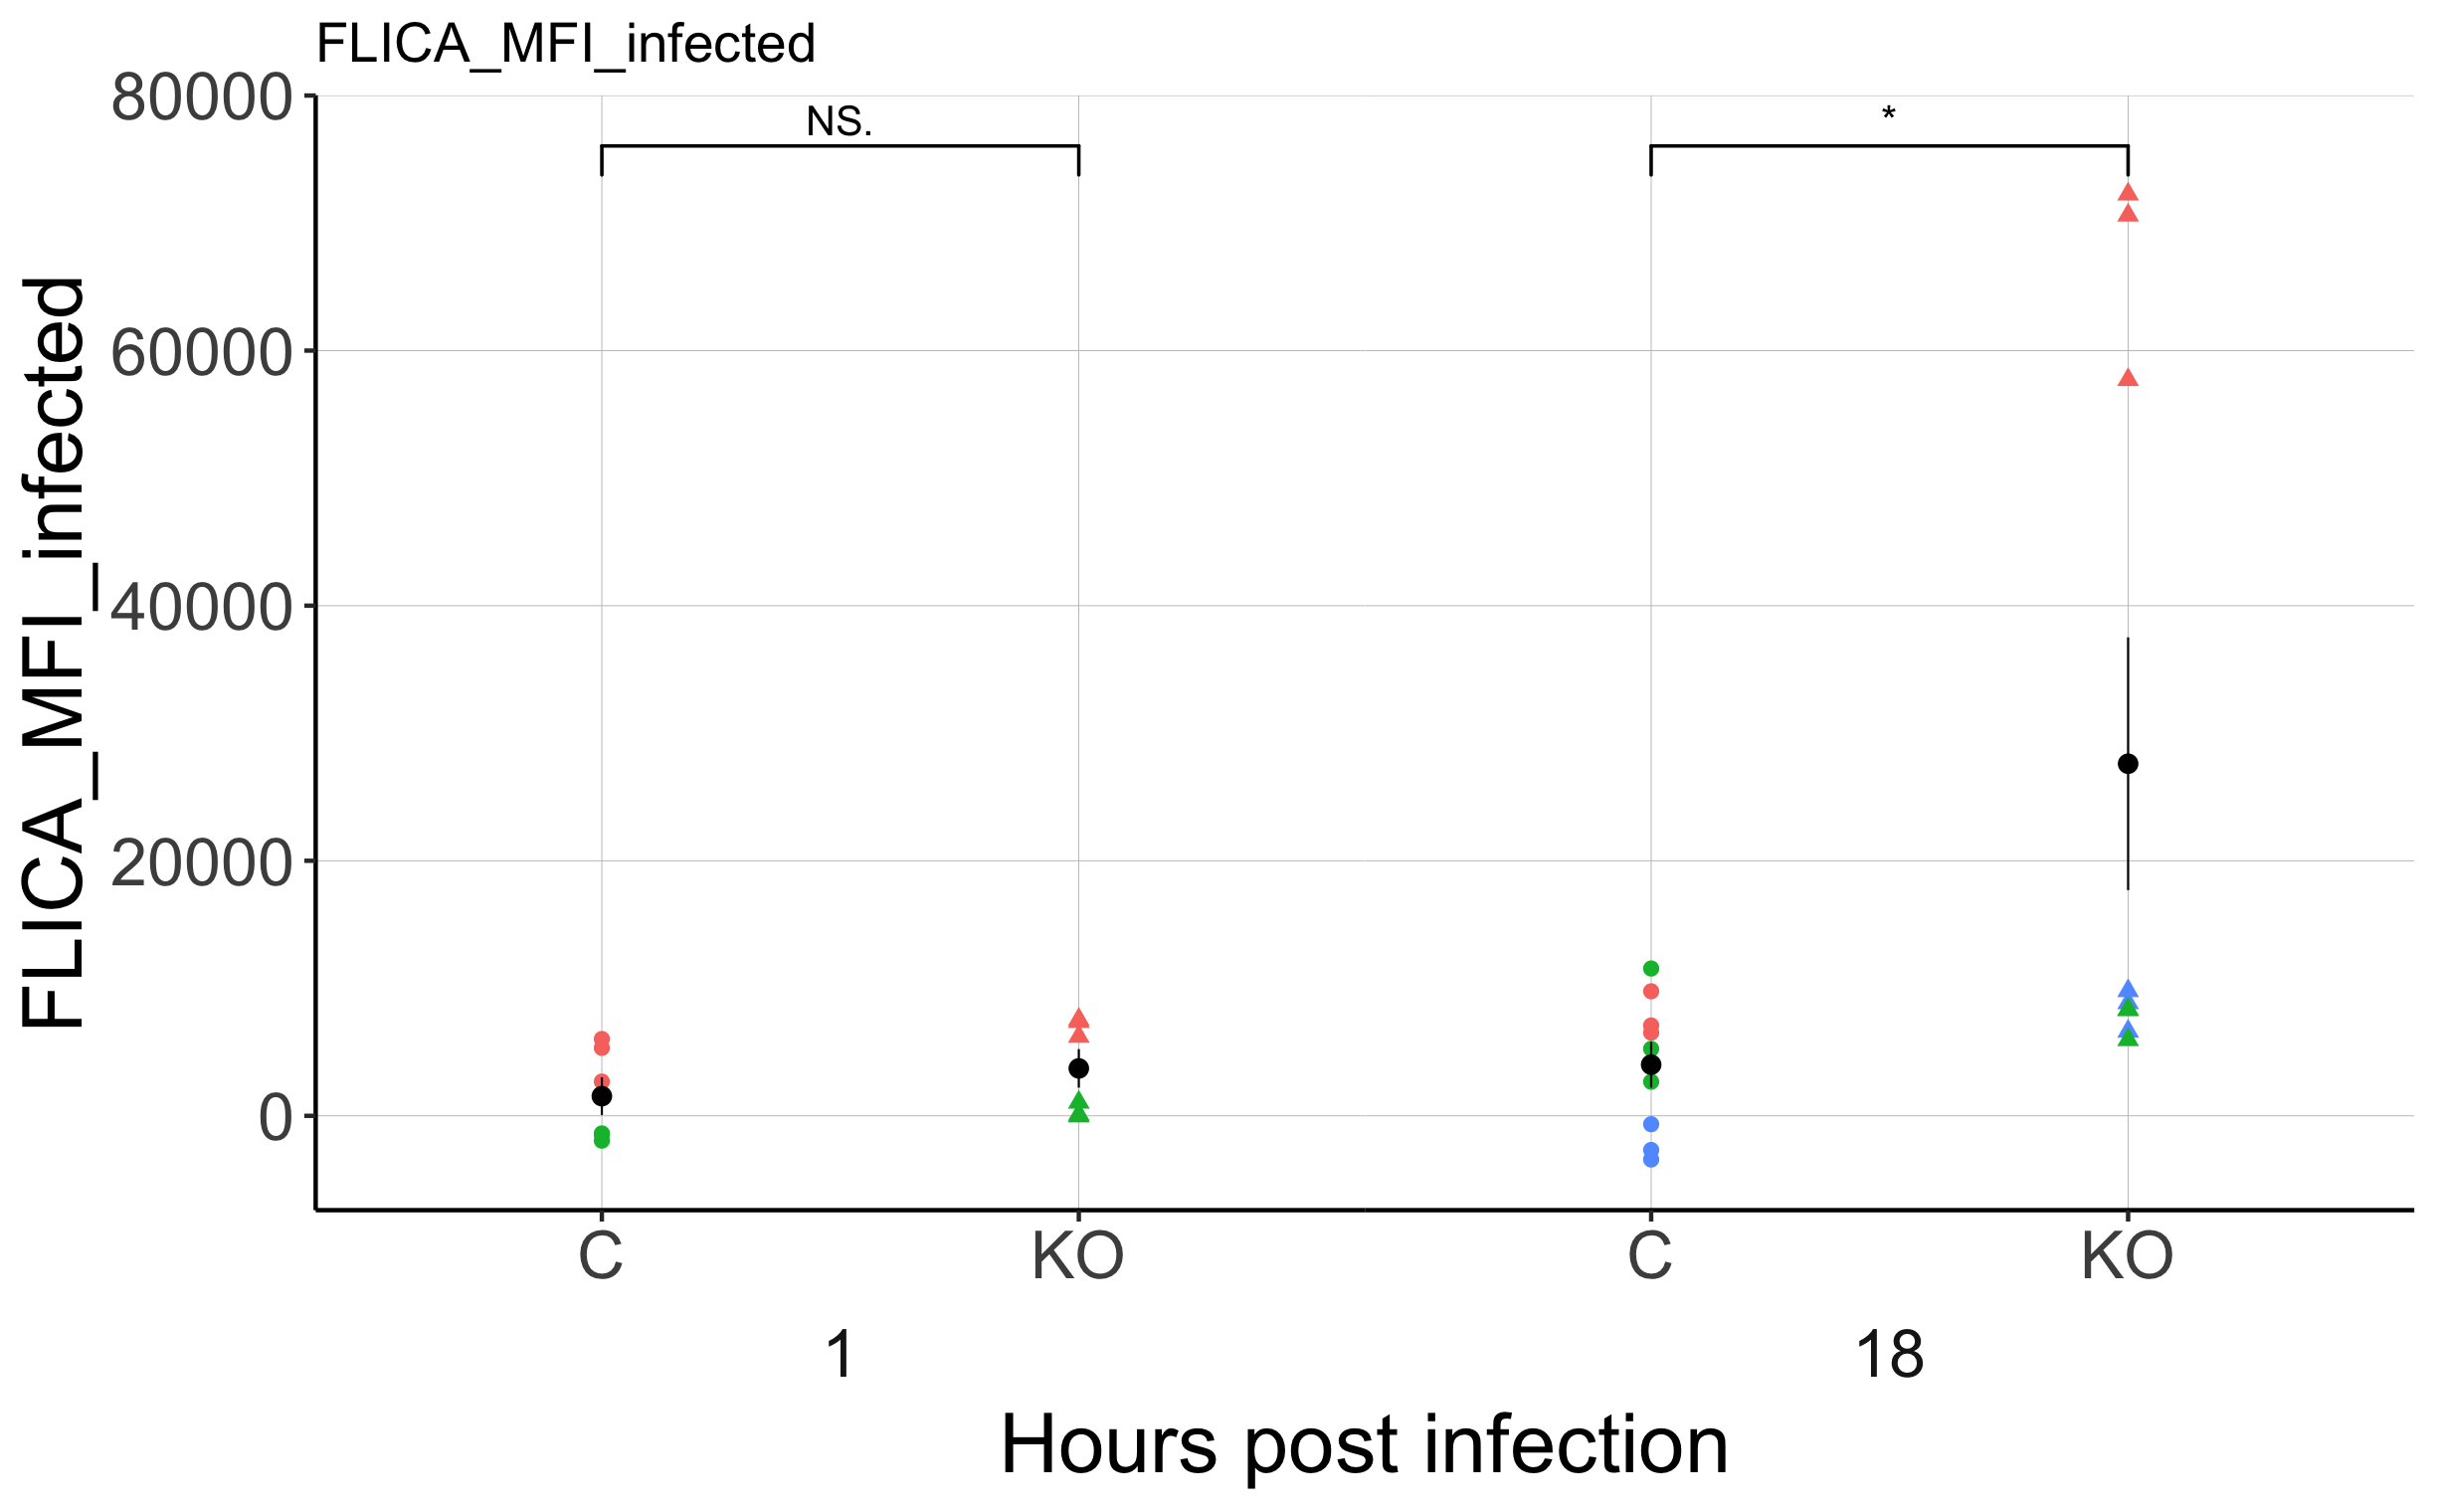 FLICA_MFI_infected
80000
60000
40000
20000
0
FLICA_MFI_infected
NS.
*
C
KO
C
KO
1
18
Hours post infection